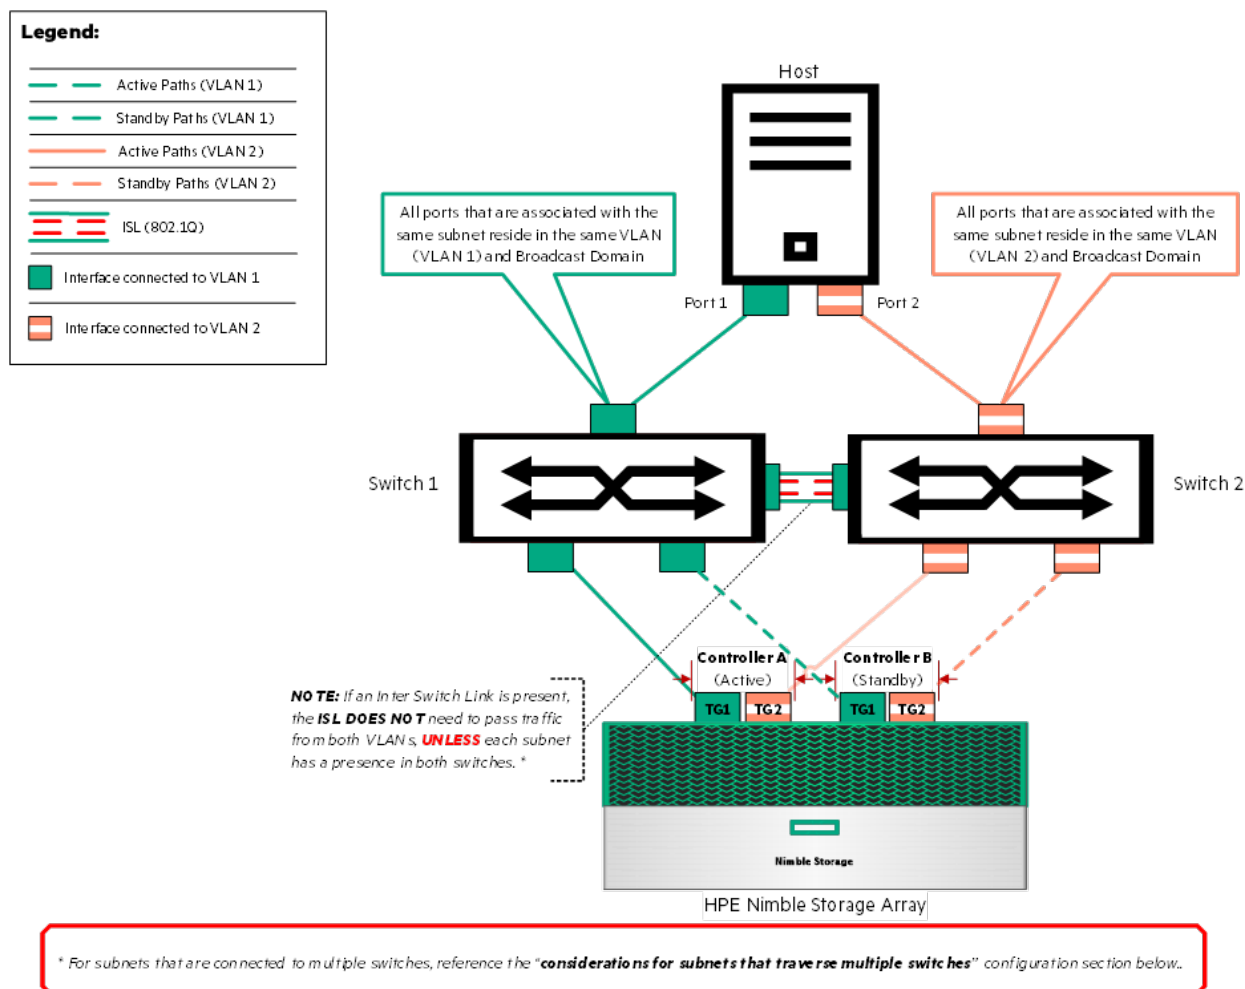 Legend:
Active Paths (VLAN 1)
Standby Paths (VLAN 1)
Active Paths (VLAN 2)
Standby Paths (VLAN 2)
ISL (802.1Q)
Interface connected to VLAN 1
Interface connected to VLAN 2
Host
All ports that are associated with the
same subnet reside in the same VLAN
(VLAN 1) and Broadcast Domain
All ports that are associated with the
same subnet reside in the same VLAN
(VLAN 2) and Broadcast Domain
Port 1
Port 2
Switch 1
Switch 2
Controller A
(Active)
Controller B
(Standby)
TG1
TG2
TG1
TG2
NOTE: If an Inter Switch Link is present,
the ISL DOES NOT need to pass traffic
from both VLANs, UNLESS each subnet
has a presence in both switches. *
Nimble Storage
HPE Nimble Storage Array
* For subnets that are connected to multiple switches, reference the “considerations for subnets that traverse multiple switches” configuration section below..